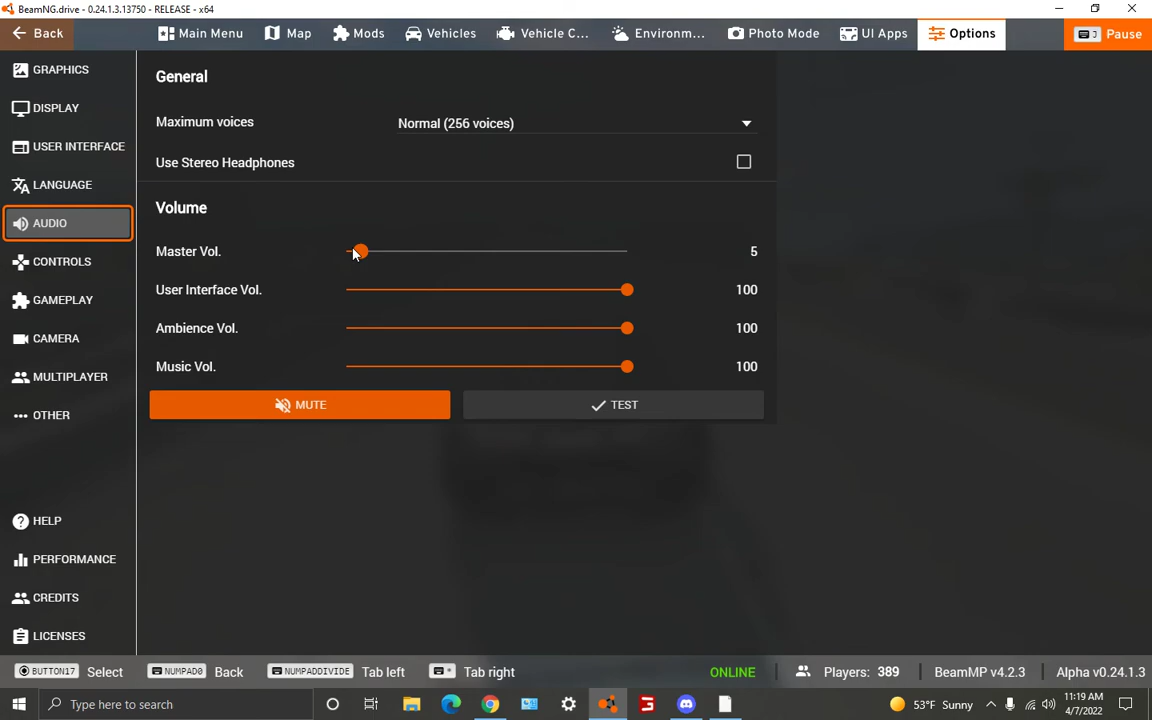 BeamNG.drive - 0.24.1.3.13750 - RELEASE - x64
Back
Main Menu
Map
Mods
Vehicles
Vehicle C...
Environm...
Photo Mode
UI Apps
Options
J Pause
GRAPHICS
DISPLAY
USER INTERFACE
LANGUAGE
AUDIO
CONTROLS
GAMEPLAY
CAMERA
MULTIPLAYER
OTHER
HELP
PERFORMANCE
CREDITS
LICENSES
General
Maximum voices Normal (256 voices)
Use Stereo Headphones
Volume
Master Vol. 5
User Interface Vol. 100
Ambience Vol. 100
Music Vol. 100
MUTE TEST
BUTTON17 Select NUMPAD0 Back NUMPADDIVIDE Tab left * Tab right ONLINE Players: 389 BeamMP v4.2.3 Alpha v0.24.1.3
Type here to search
53°F Sunny
11:19 AM
4/7/2022